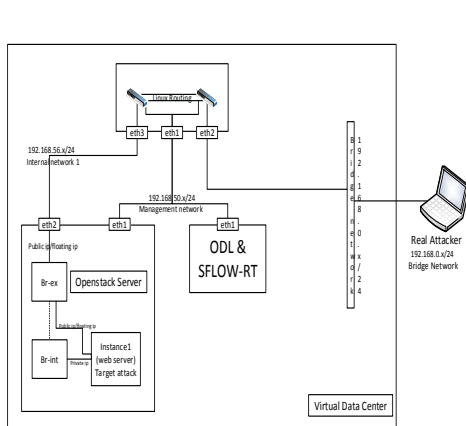 Linux Routing
eth3
eth1
eth2
192.168.56.x/24
Internal network 1
192.168.50.x/24
Management network
Bridge network
192.168.0.x/24
Real Attacker
192.168.0.x/24
Bridge Network
eth2
eth1
eth1
Public ip/floating ip
ODL &
SFLOW-RT
Br-ex
Openstack Server
Public ip/floating ip
Instance1
(web server)
Target attack
Br-int
Private ip
Virtual Data Center